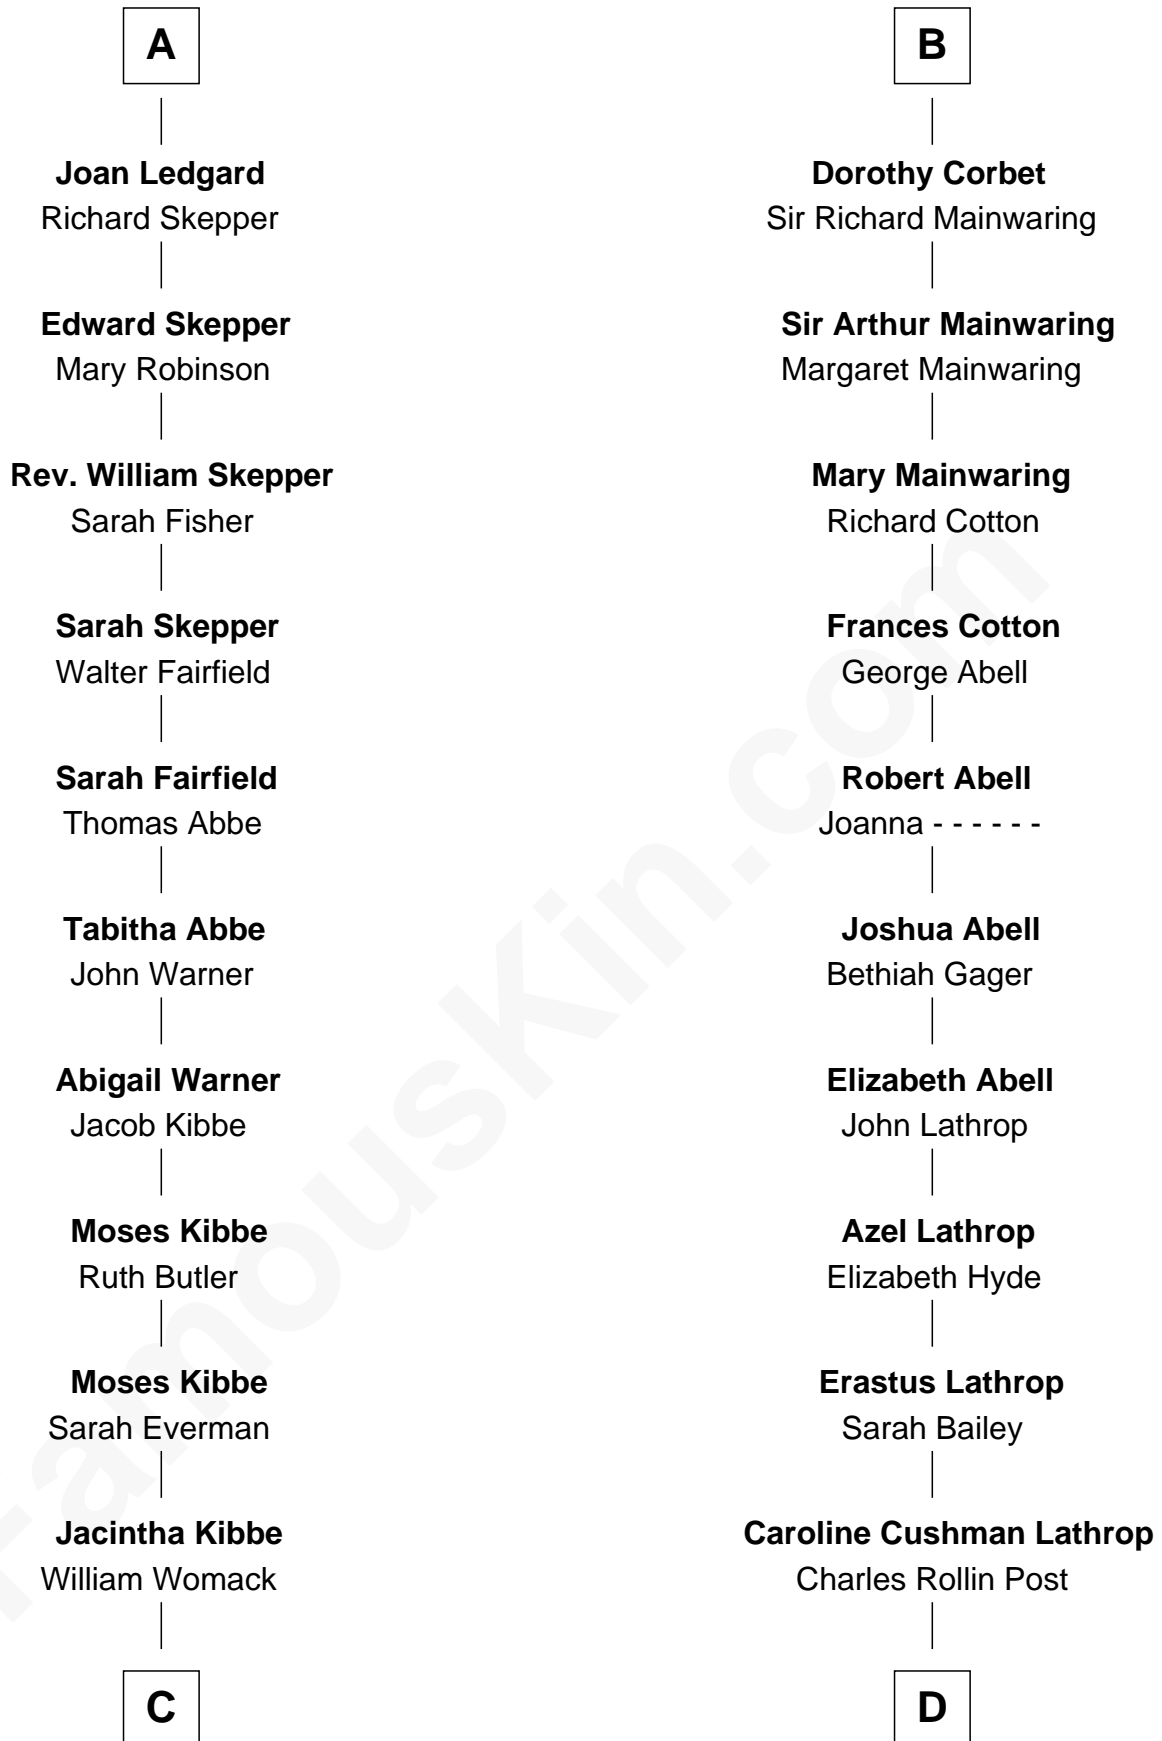 A
Joan Ledgard
Richard Skepper
Edward Skepper
Mary Robinson
Rev. William Skepper
Sarah Fisher
Sarah Skepper
Walter Fairfield
Sarah Fairfield
Thomas Abbe
Tabitha Abbe
John Warner
Abigail Warner
Jacob Kibbe
Moses Kibbe
Ruth Butler
Moses Kibbe
Sarah Everman
Jacintha Kibbe
William Womack
C
B
Dorothy Corbet
Sir Richard Mainwaring
Sir Arthur Mainwaring
Margaret Mainwaring
Mary Mainwaring
Richard Cotton
Frances Cotton
George Abell
Robert Abell
Joanna - - - - - -
Joshua Abell
Bethiah Gager
Elizabeth Abell
John Lathrop
Azel Lathrop
Elizabeth Hyde
Erastus Lathrop
Sarah Bailey
Caroline Cushman Lathrop
Charles Rollin Post
D
FamousKin.com